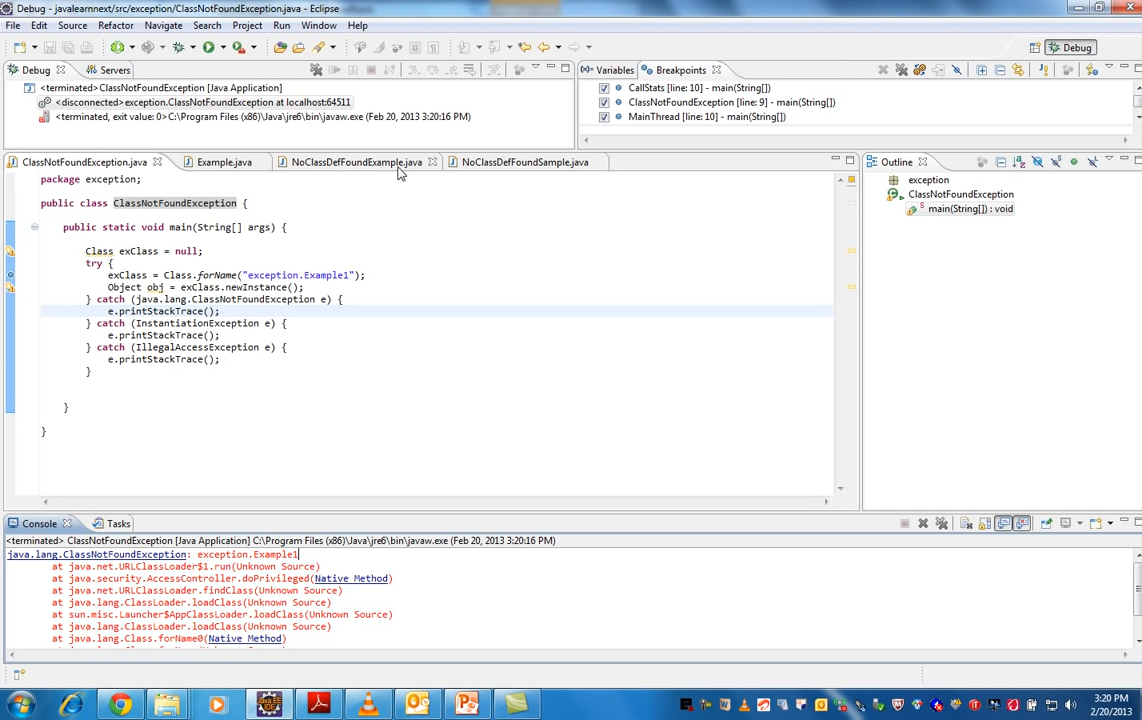 Debug - javalearnnext/src/exception/ClassNotFoundException.java - Eclipse
File Edit Source Refactor Navigate Search Project Run Window Help
Debug
Debug Servers
Variables Breakpoints
<terminated>ClassNotFoundException [Java Application]
<disconnected>exception.ClassNotFoundException at localhost:64511
<terminated, exit value: 0>C:\Program Files (x86)\Java\jre6\bin\javaw.exe (Feb 20, 2013 3:20:16 PM)
CallStats [line: 10] - main(String[])
ClassNotFoundException [line: 9] - main(String[])
MainThread [line: 10] - main(String[])
ClassNotFoundException.java Example.java NoClassDefFoundExample.java NoClassDefFoundSample.java
Outline
exception
ClassNotFoundException
main(String[]) : void
package exception;
public class ClassNotFoundException {
public static void main(String[] args) {
Class exClass = null;
try {
exClass = Class.forName("exception.Example1");
Object obj = exClass.newInstance();
} catch (java.lang.ClassNotFoundException e) {
e.printStackTrace();
} catch (InstantiationException e) {
e.printStackTrace();
} catch (IllegalAccessException e) {
e.printStackTrace();
}
}
}
Console Tasks
<terminated> ClassNotFoundException [Java Application] C:\Program Files (x86)\Java\jre6\bin\javaw.exe (Feb 20, 2013 3:20:16 PM)
java.lang.ClassNotFoundException: exception.Example1
at java.net.URLClassLoader$1.run(Unknown Source)
at java.security.AccessController.doPrivileged(Native Method)
at java.net.URLClassLoader.findClass(Unknown Source)
at java.lang.ClassLoader.loadClass(Unknown Source)
at sun.misc.Launcher$AppClassLoader.loadClass(Unknown Source)
at java.lang.ClassLoader.loadClass(Unknown Source)
at java.lang.Class.forName0(Native Method)
3:20 PM
2/20/2013